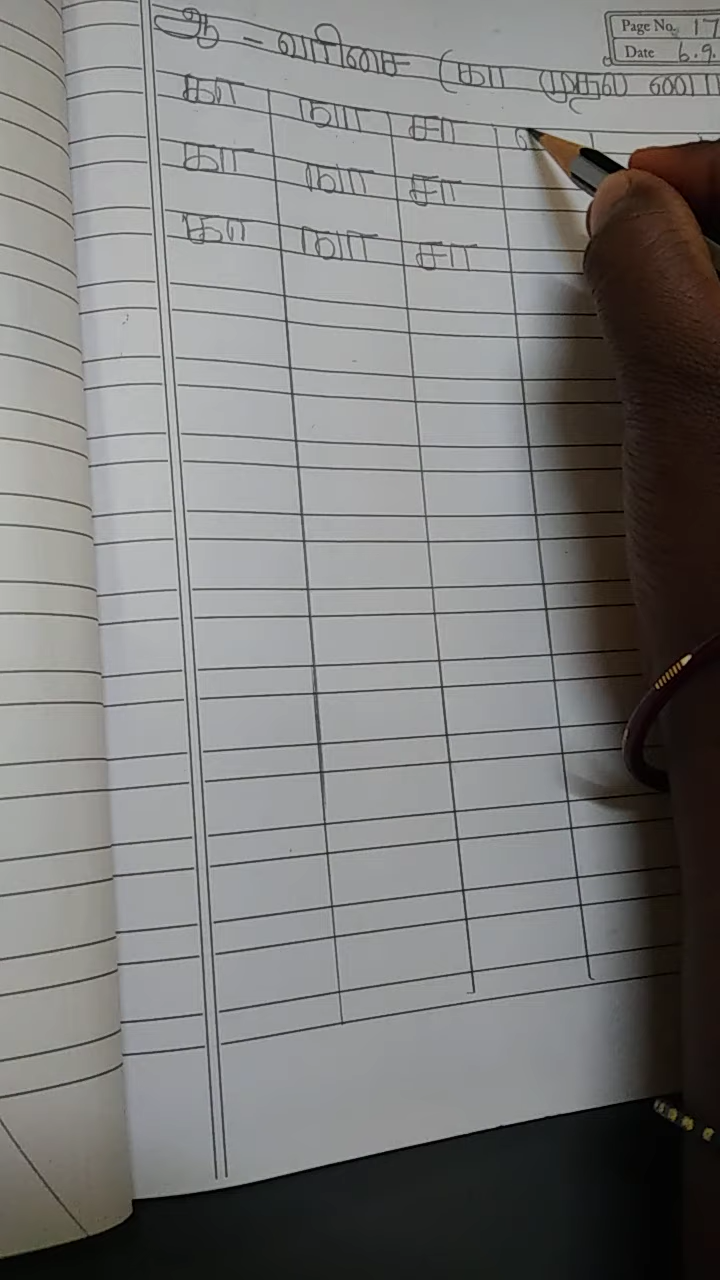 Page No. 17
Date 6.9.
ஆ - வரிசை (கா முதல்
கா ஙா சா
கா ஙா சா
கா ஙா சா